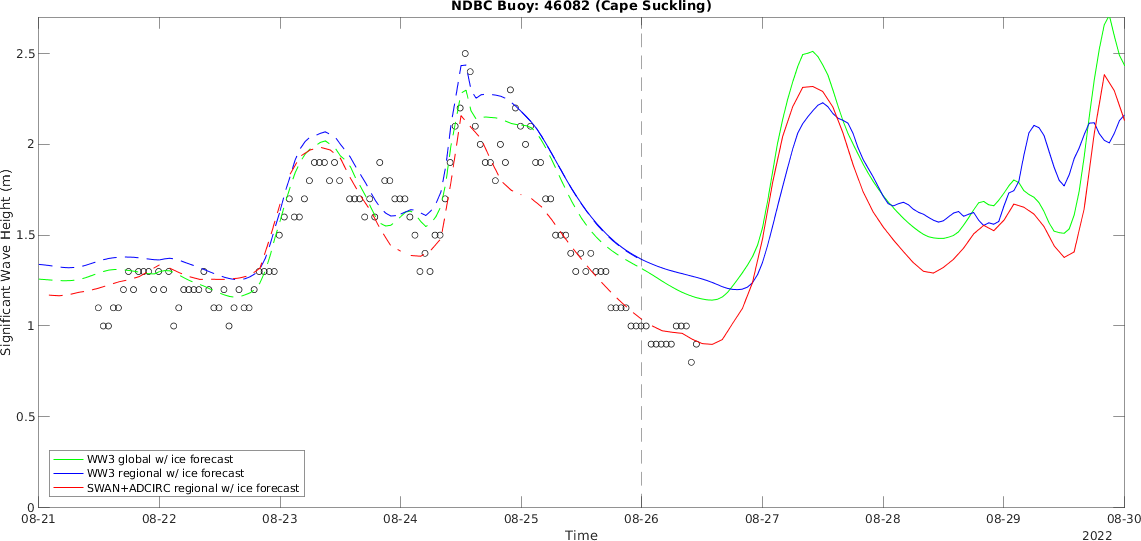 NDBC Buoy: 46082 (Cape Suckling)
2.5
2
1.5
1
0.5
0
Significant Wave Height (m)
WW3 global w/ ice forecast
WW3 regional w/ ice forecast
SWAN+ADCIRC regional w/ ice forecast
08-21 08-22 08-23 08-24 08-25 08-26 08-27 08-28 08-29 08-30
Time
2022